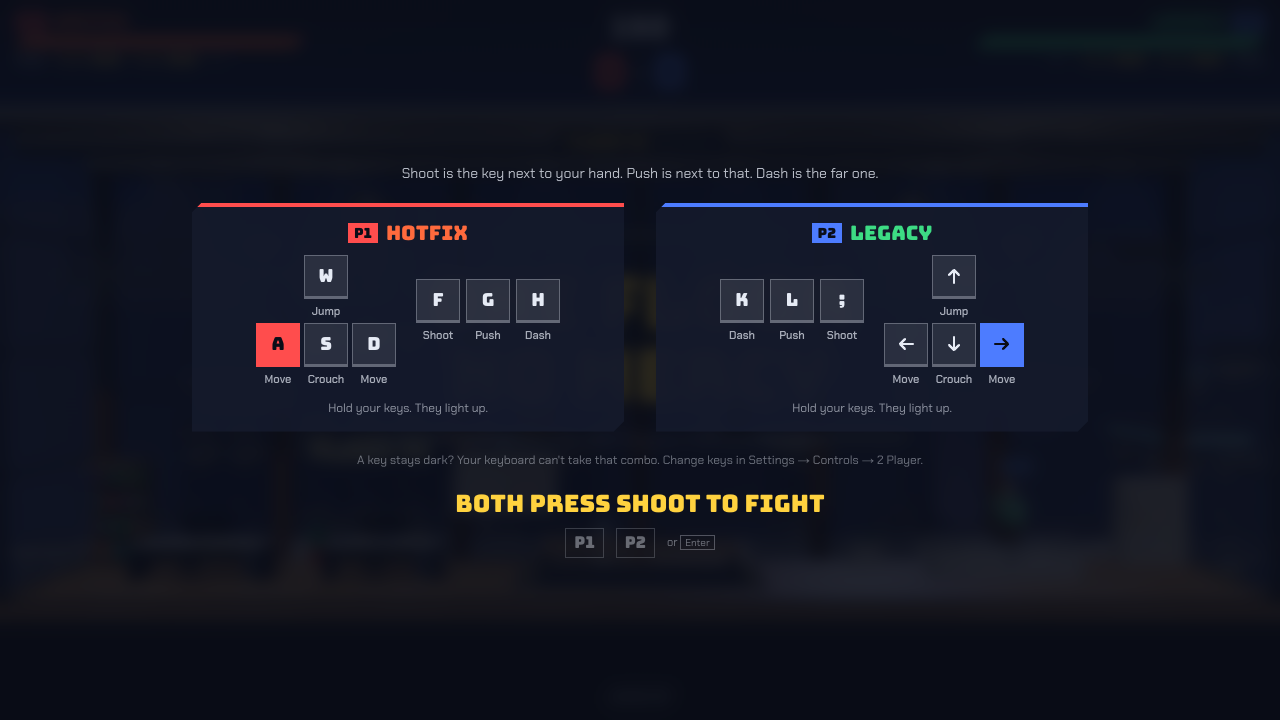 Shoot is the key next to your hand. Push is next to that. Dash is the far one.
P1 HOTFIX
W
Jump
F G H
Shoot Push Dash
A S D
Move Crouch Move
Hold your keys. They light up.
P2 LEGACY
↑
Jump
K L ;
Dash Push Shoot
← ↓ →
Move Crouch Move
Hold your keys. They light up.
A key stays dark? Your keyboard can't take that combo. Change keys in Settings → Controls → 2 Player.
BOTH PRESS SHOOT TO FIGHT
P1 P2 or Enter